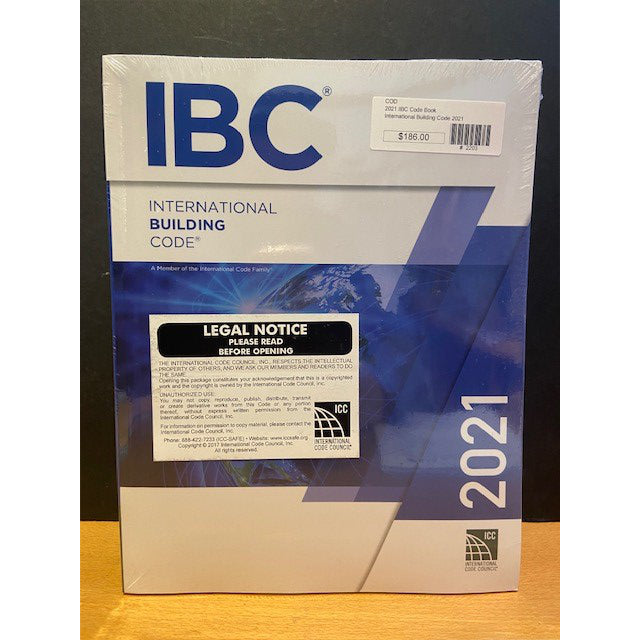 IBC®
COD
2021 IBC Code Book
International Building Code 2021
$186.00
# 2203
INTERNATIONAL
BUILDING
CODE®
A Member of the International Code Family®
LEGAL NOTICE
PLEASE READ
BEFORE OPENING
THE INTERNATIONAL CODE COUNCIL, INC., RESPECTS THE INTELLECTUAL
PROPERTY OF OTHERS, AND WE ASK OUR MEMBERS AND READERS TO DO
THE SAME.
Opening this package constitutes your acknowledgement that this is a copyrighted
work and the copyright is owned by the International Code Council, Inc.
UNAUTHORIZED USE:
You may not copy, reproduce, publish, distribute, transmit
or create derivative works from this Code or any portion
thereof, without express written permission from the
International Code Council, Inc.
For information on permission to copy material, please contact the
International Code Council, Inc.
Phone: 888-422-7233 (ICC-SAFE) • Website: www.iccsafe.org
Copyright © 2017 International Code Council, Inc.
All rights reserved.
ICC
INTERNATIONAL
CODE COUNCIL®
2021
ICC
INTERNATIONAL
CODE COUNCIL®